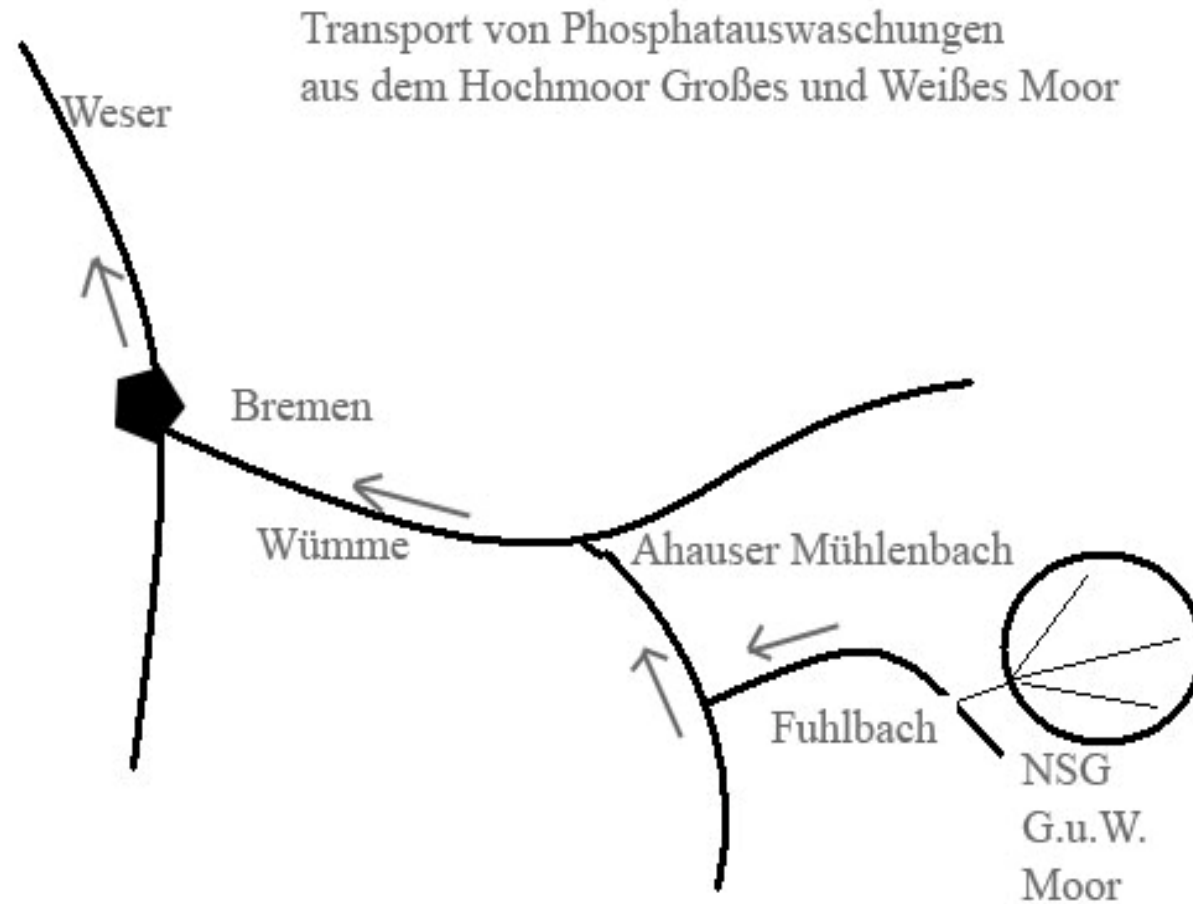 Transport von Phosphatauswaschungen
aus dem Hochmoor Großes und Weißes Moor
Weser
Bremen
Wümme
Ahauser Mühlenbach
Fuhlbach
NSG
G.u.W.
Moor